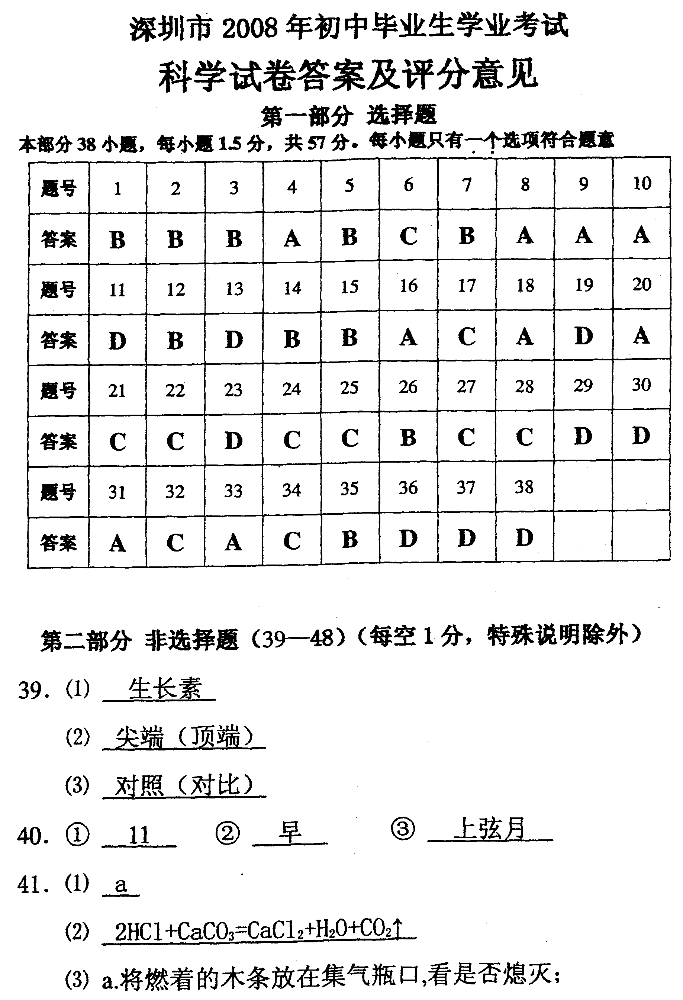 深圳市 2008 年初中毕业生学业考试
科学试卷答案及评分意见
第一部分 选择题
本部分 38 小题，每小题 1.5 分，共 57 分。每小题只有一个选项符合题意
题号 1 2 3 4 5 6 7 8 9 10
答案 B B B A B C B A A A
题号 11 12 13 14 15 16 17 18 19 20
答案 D B D B B A C A D A
题号 21 22 23 24 25 26 27 28 29 30
答案 C C D C C B C C D D
题号 31 32 33 34 35 36 37 38
答案 A C A C B D D D
第二部分 非选择题（39—48）（每空 1 分，特殊说明除外）
39. (1) 生长素
(2) 尖端（顶端）
(3) 对照（对比）
40. ① 11 ② 早 ③ 上弦月
41. (1) a
(2) 2HCl+CaCO₃=CaCl₂+H₂O+CO₂↑
(3) a.将燃着的木条放在集气瓶口,看是否熄灭；